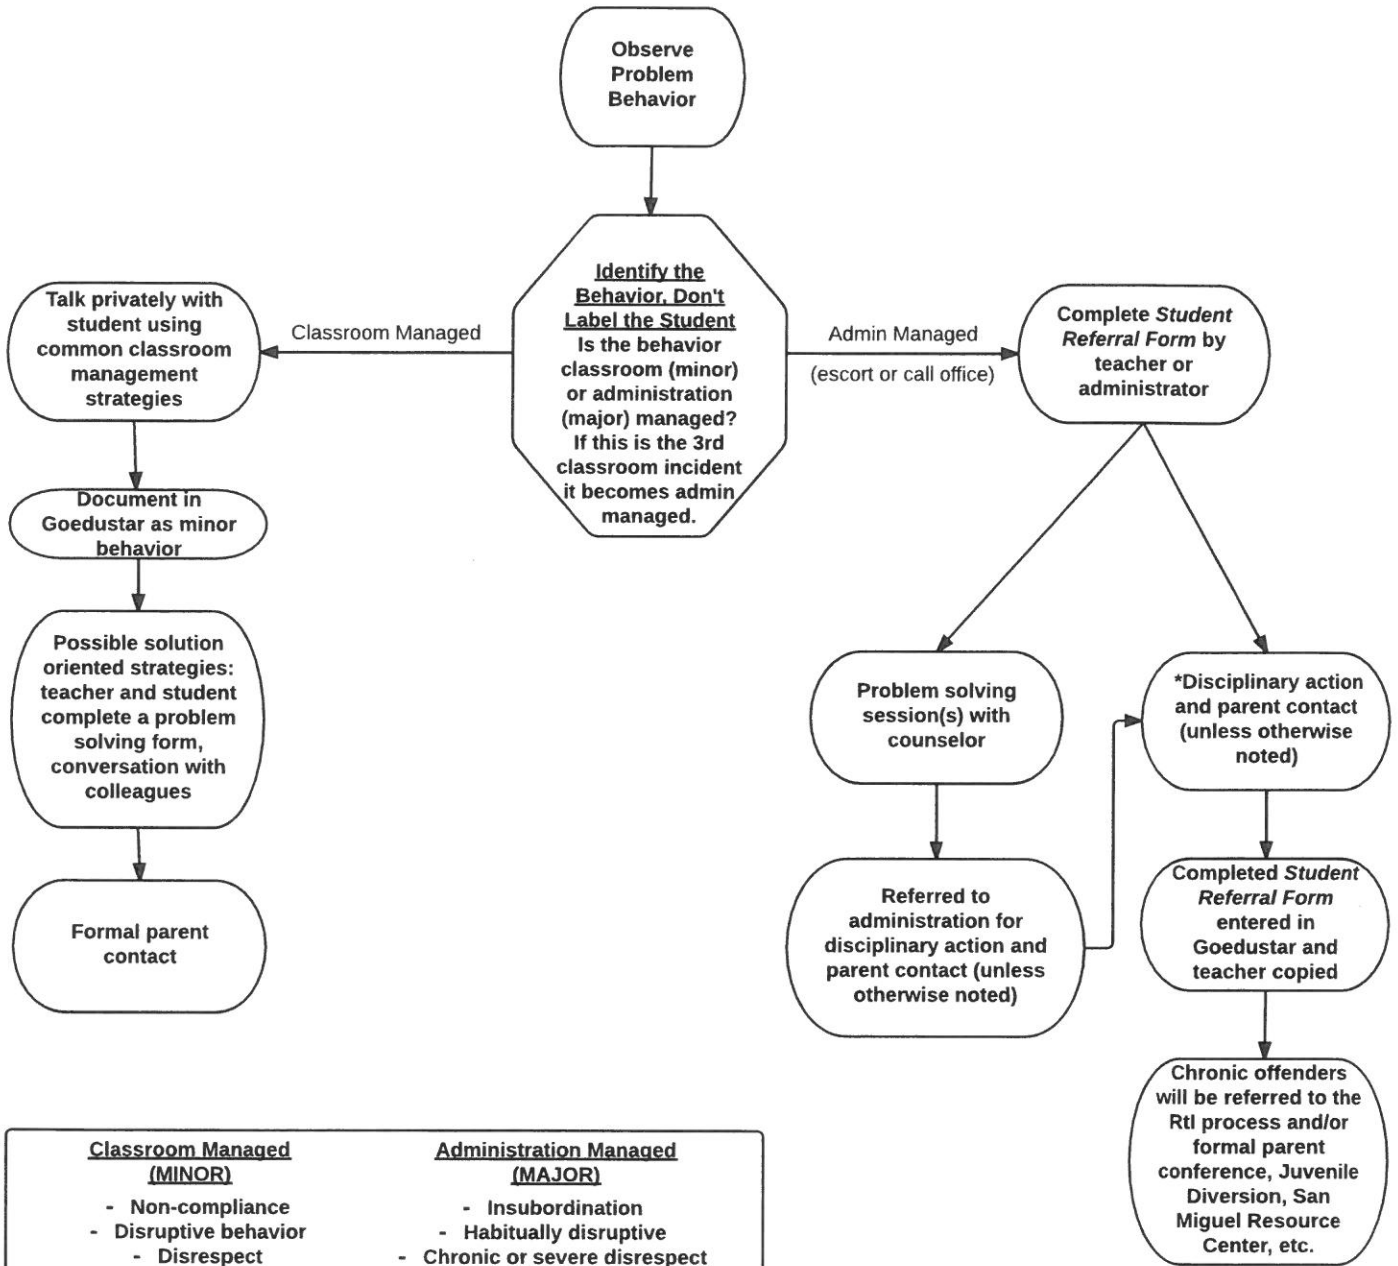 Observe
Problem
Behavior
Identify the
Behavior, Don't
Label the Student
Is the behavior
classroom (minor)
or administration
(major) managed?
If this is the 3rd
classroom incident
it becomes admin
managed.
Classroom Managed
Talk privately with
student using
common classroom
management
strategies
Document in
Goedustar as minor
behavior
Possible solution
oriented strategies:
teacher and student
complete a problem
solving form,
conversation with
colleagues
Formal parent
contact
Admin Managed
(escort or call office)
Complete Student
Referral Form by
teacher or
administrator
Problem solving
session(s) with
counselor
Referred to
administration for
disciplinary action and
parent contact (unless
otherwise noted)
*Disciplinary action
and parent contact
(unless otherwise
noted)
Completed Student
Referral Form
entered in
Goedustar and
teacher copied
Chronic offenders
will be referred to the
RtI process and/or
formal parent
conference, Juvenile
Diversion, San
Miguel Resource
Center, etc.
Classroom Managed
(MINOR)
- Non-compliance
- Disruptive behavior
- Disrespect
Administration Managed
(MAJOR)
- Insubordination
- Habitually disruptive
- Chronic or severe disrespect